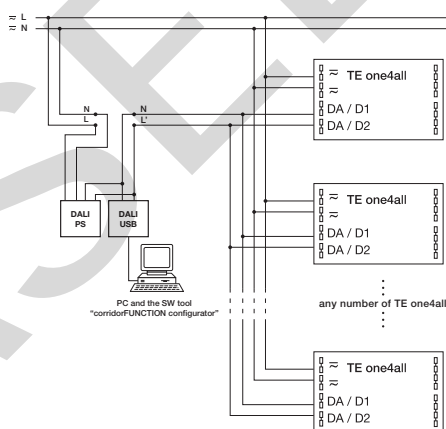 ≂ L
≂ N
≂ TE one4all
≂
DA / D1
DA / D2
N
L
N
L'
DALI
PS
DALI
USB
PC and the SW tool
"corridorFUNCTION configurator"
≂ TE one4all
≂
DA / D1
DA / D2
any number of TE one4all
≂ TE one4all
≂
DA / D1
DA / D2